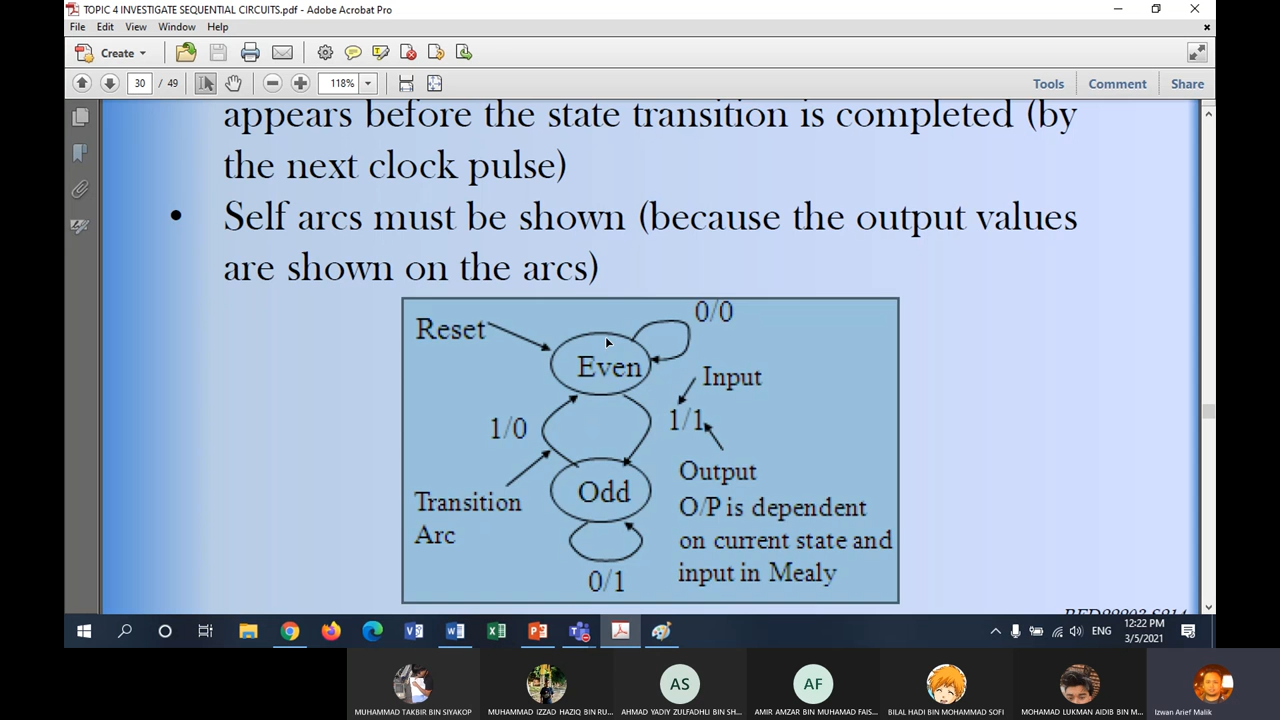 TOPIC 4 INVESTIGATE SEQUENTIAL CIRCUITS.pdf - Adobe Acrobat Pro
File Edit View Window Help
Create
30 / 49 118% Tools Comment Share
appears before the state transition is completed (by
the next clock pulse)
• Self arcs must be shown (because the output values
are shown on the arcs)
0/0
Reset
Even
Input
1/0
1/1
Output
Odd
Transition
Arc
O/P is dependent
on current state and
input in Mealy
0/1
12:22 PM
ENG
3/5/2021
AS
AF
MUHAMMAD TAKBIR BIN SIYAKOP
MUHAMMAD IZZAD HAZIQ BIN RU...
AHMAD YADIY ZULFADHLI BIN SH...
AMIR AMZAR BIN MUHAMAD FAIS...
BILAL HADI BIN MOHAMMAD SOFI
MOHAMAD LUKMAN AIDIB BIN M...
Izwan Arief Malik